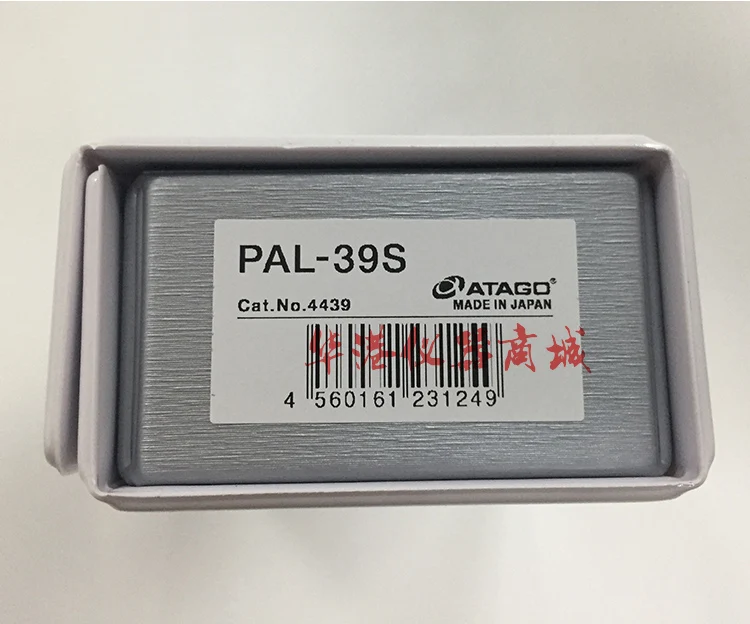 PAL-39S
Cat.No.4439
ATAGO®
MADE IN JAPAN
华港仪器商城
4 560161 231249